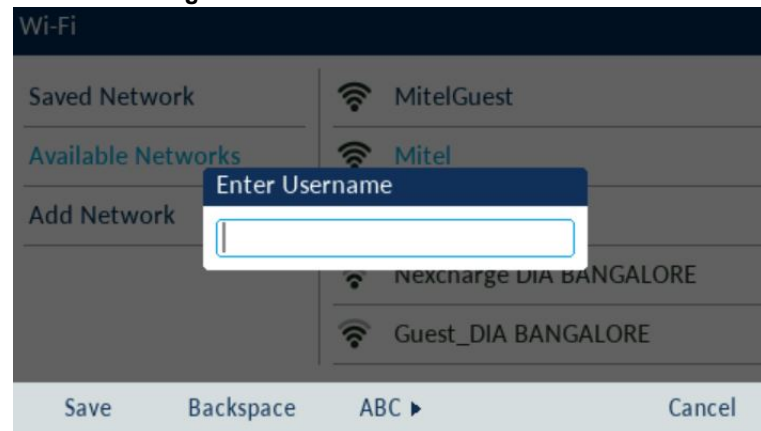 Wi-Fi
Saved Network
MitelGuest
Available Networks
Mitel
Enter Username
Add Network
Nexcharge DIA BANGALORE
Guest_DIA BANGALORE
Save Backspace ABC ▶ Cancel